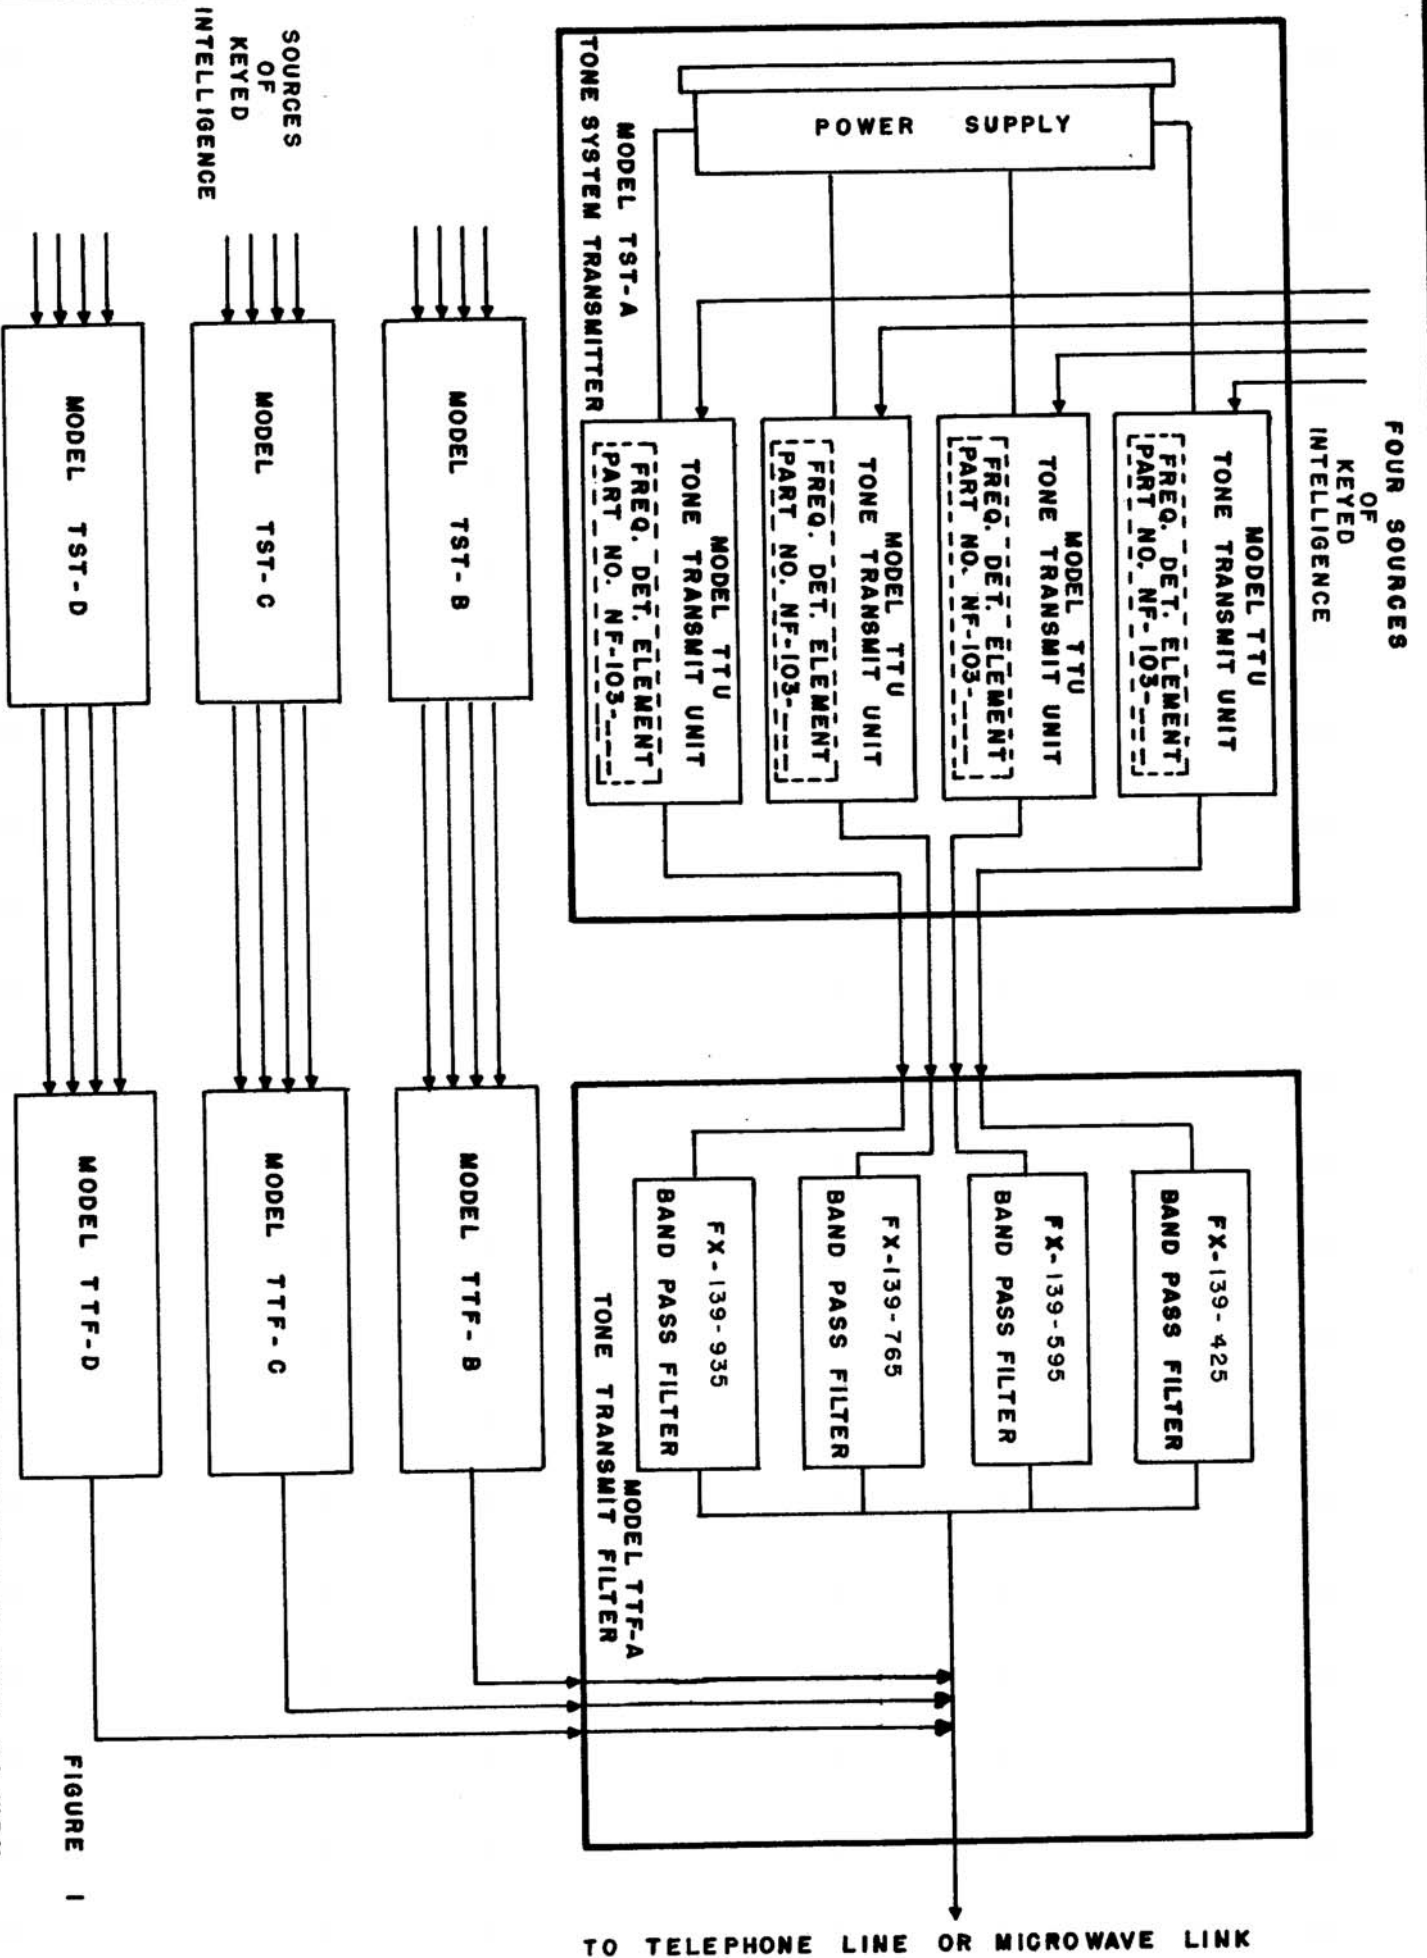 FOUR SOURCES
OF
KEYED
INTELLIGENCE
POWER SUPPLY
MODEL TTU
TONE TRANSMIT UNIT
FREQ. DET. ELEMENT
PART NO. NF-103-___
MODEL TTU
TONE TRANSMIT UNIT
FREQ. DET. ELEMENT
PART NO. NF-103-___
MODEL TTU
TONE TRANSMIT UNIT
FREQ. DET. ELEMENT
PART NO. NF-103-___
MODEL TTU
TONE TRANSMIT UNIT
FREQ. DET. ELEMENT
PART NO. NF-103-___
MODEL TST-A
TONE SYSTEM TRANSMITTER
FX-139-425
BAND PASS FILTER
FX-139-595
BAND PASS FILTER
FX-139-765
BAND PASS FILTER
FX-139-935
BAND PASS FILTER
MODEL TTF-A
TONE TRANSMIT FILTER
TO TELEPHONE LINE OR MICROWAVE LINK
SOURCES
OF
KEYED
INTELLIGENCE
MODEL TST-B
MODEL TTF-B
MODEL TST-C
MODEL TTF-C
MODEL TST-D
MODEL TTF-D
FIGURE 1